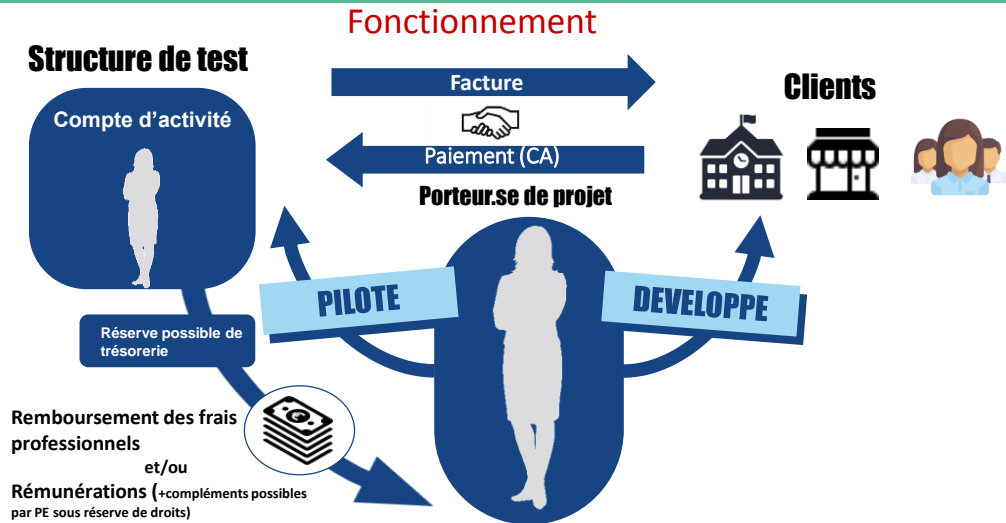 Fonctionnement
Structure de test
Compte d'activité
Facture
Paiement (CA)
Clients
Porteur.se de projet
PILOTE
DEVELOPPE
Réserve possible de
trésorerie
Remboursement des frais
professionnels
et/ou
Rémunérations (+compléments possibles
par PE sous réserve de droits)